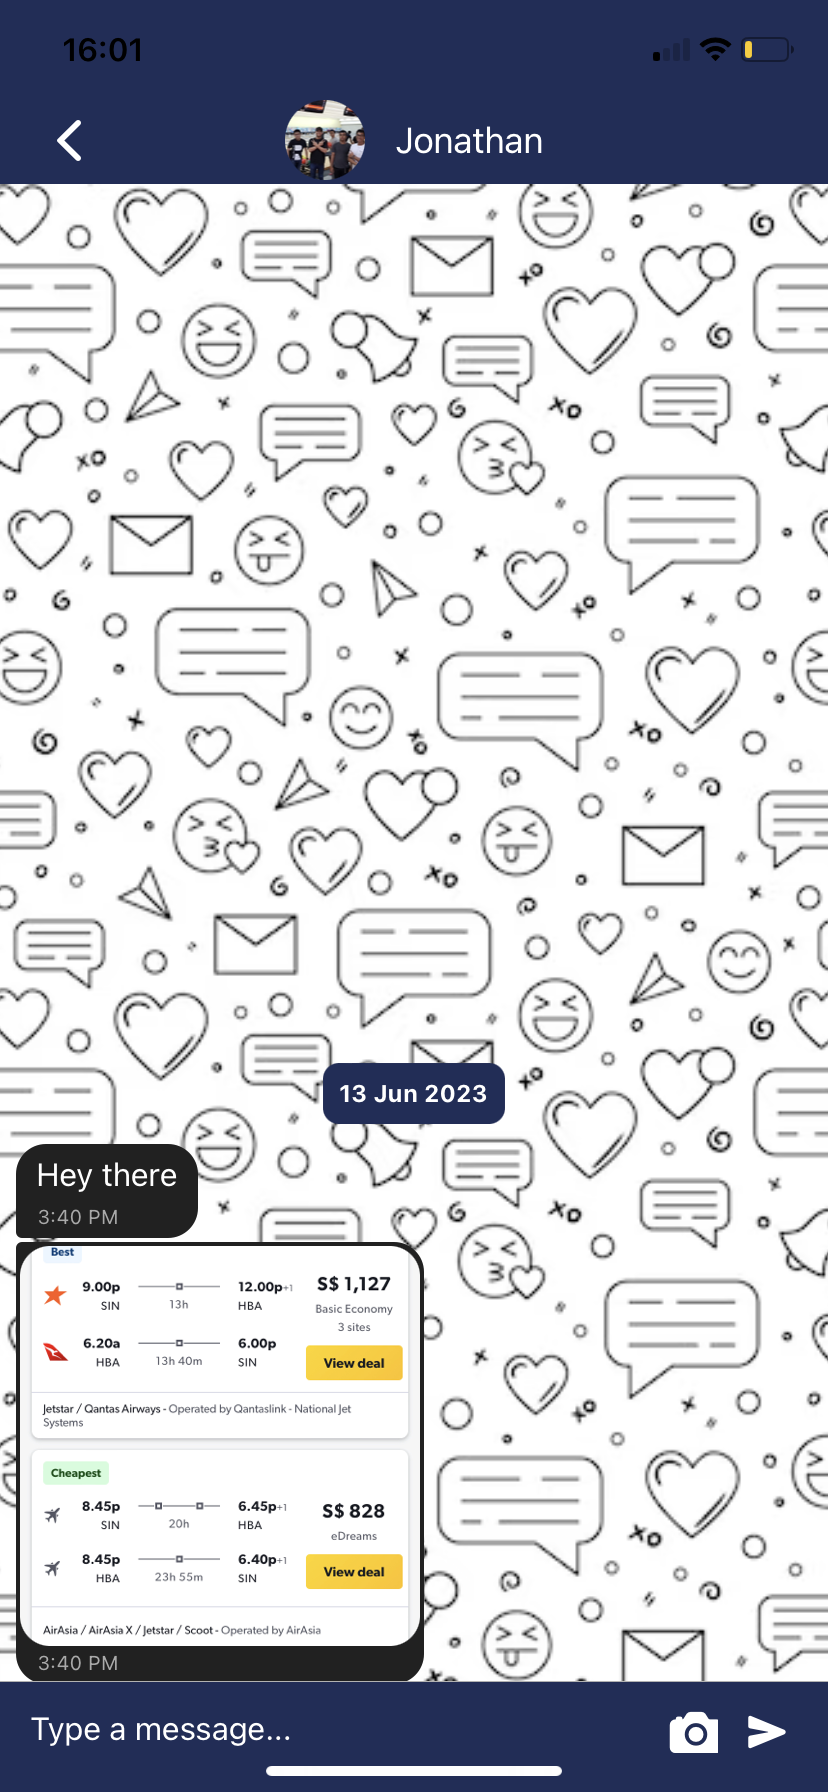 16:01
Jonathan
13 Jun 2023
Hey there
3:40 PM
Best
9.00p 12.00p+1 S$ 1,127
SIN 13h HBA Basic Economy
3 sites
6.20a 6.00p
HBA 13h 40m SIN View deal
Jetstar / Qantas Airways - Operated by Qantaslink - National Jet
Systems
Cheapest
8.45p 6.45p+1 S$ 828
SIN 20h HBA eDreams
8.45p 6.40p+1
HBA 23h 55m SIN View deal
AirAsia / AirAsia X / Jetstar / Scoot - Operated by AirAsia
3:40 PM
Type a message...